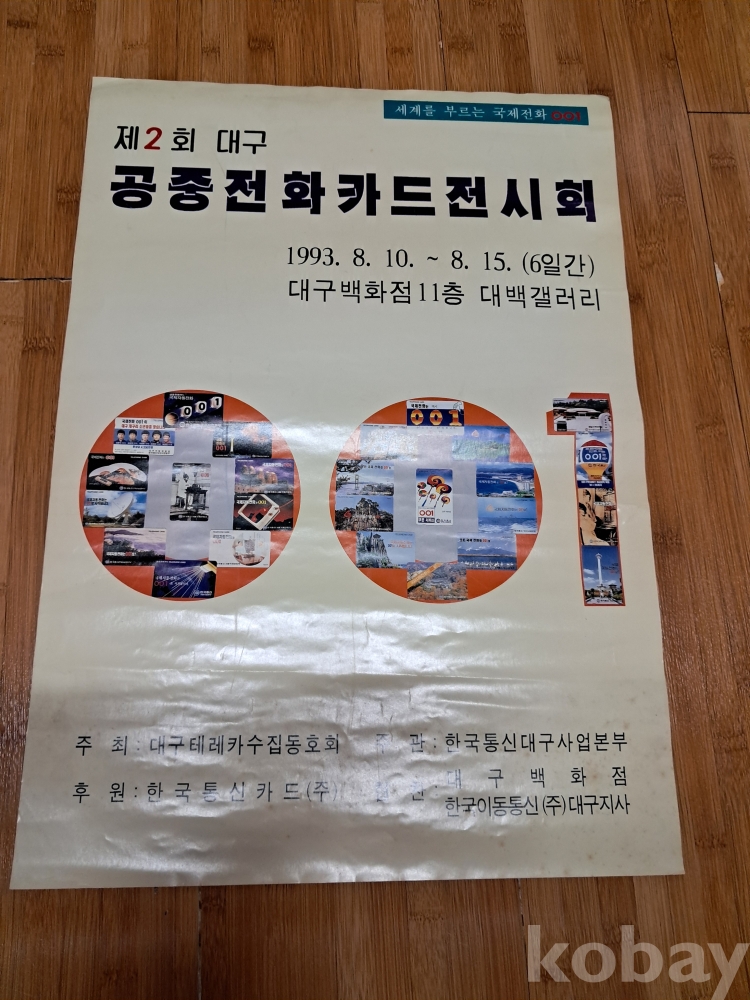 세계를 부르는 국제전화 001
제2회 대구
공중전화카드전시회
1993. 8. 10. ~ 8. 15. (6일간)
대구백화점11층 대백갤러리
001
주 최 : 대구테레카수집동호회 주 관 : 한국통신대구사업본부
후 원 : 한국통신카드(주)
대구백화점
한국이동통신(주)대구지사
kobay